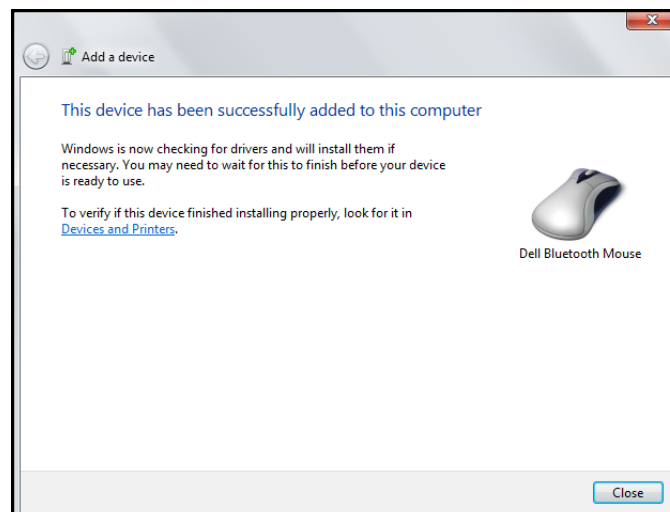 Add a device
This device has been successfully added to this computer
Windows is now checking for drivers and will install them if
necessary. You may need to wait for this to finish before your device
is ready to use.
To verify if this device finished installing properly, look for it in
Devices and Printers.
Dell Bluetooth Mouse
Close